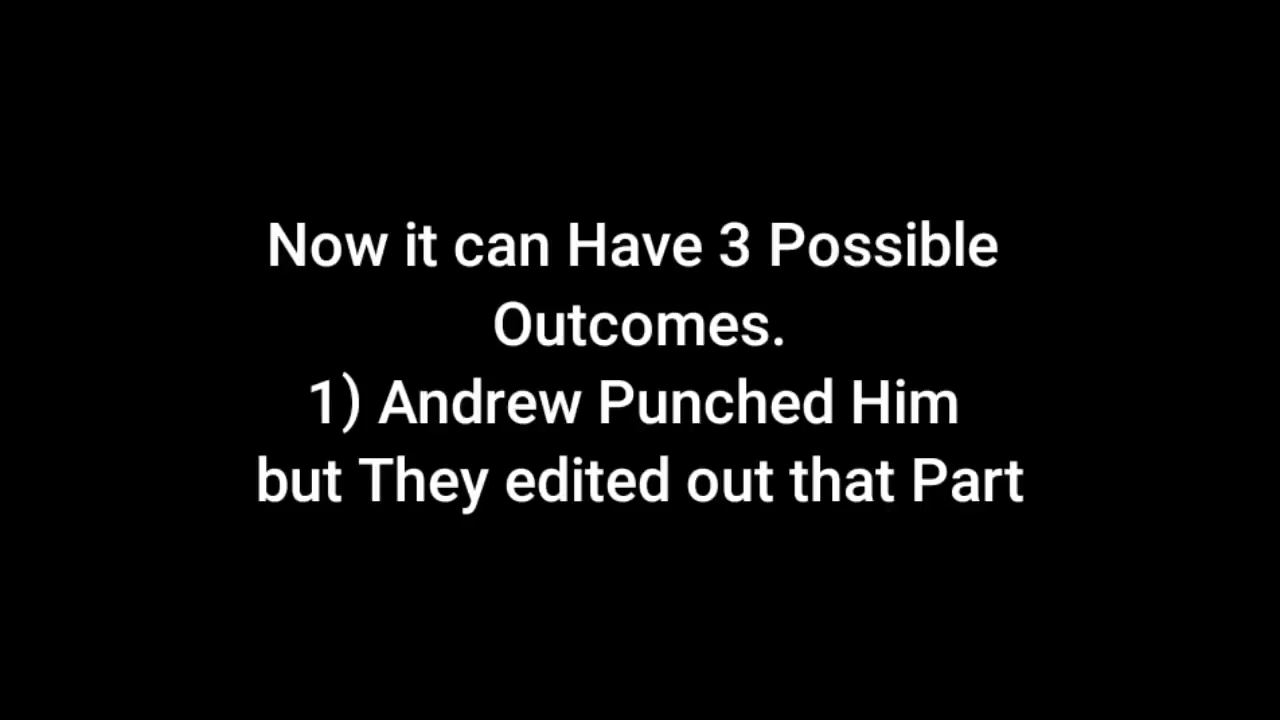 Now it can Have 3 Possible
Outcomes.
1) Andrew Punched Him
but They edited out that Part